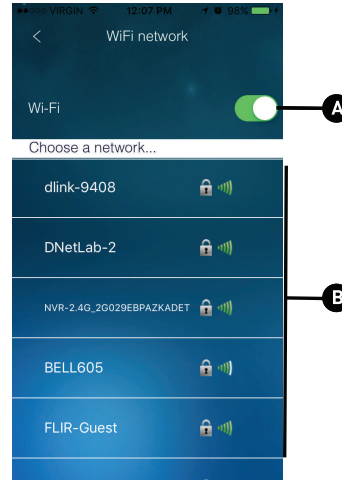 VIRGIN 12:07 PM 98%
WiFi network
Wi-Fi
A
Choose a network...
dlink-9408
DNetLab-2
NVR-2.4G_2G029EBPAZKADET
B
BELL605
FLIR-Guest